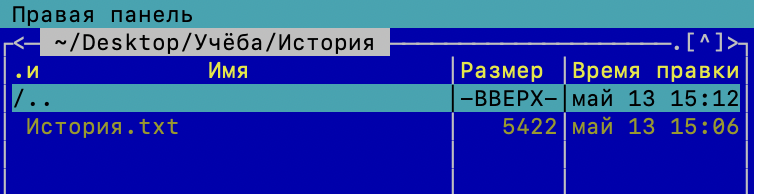 Правая панель
<— ~/Desktop/Учёба/История .[^]>
.и Имя Размер Время правки
/.. -ВВЕРХ- май 13 15:12
История.txt 5422 май 13 15:06